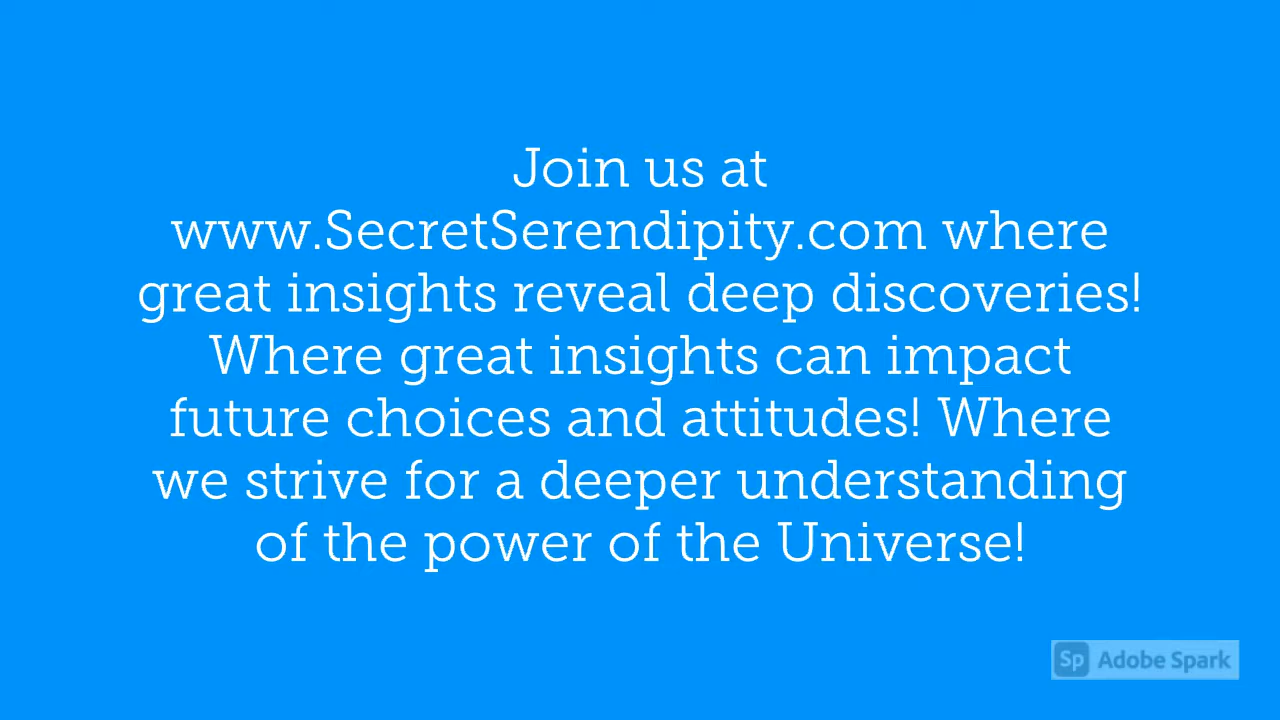 Join us at
www.SecretSerendipity.com where
great insights reveal deep discoveries!
Where great insights can impact
future choices and attitudes! Where
we strive for a deeper understanding
of the power of the Universe!
Sp Adobe Spark